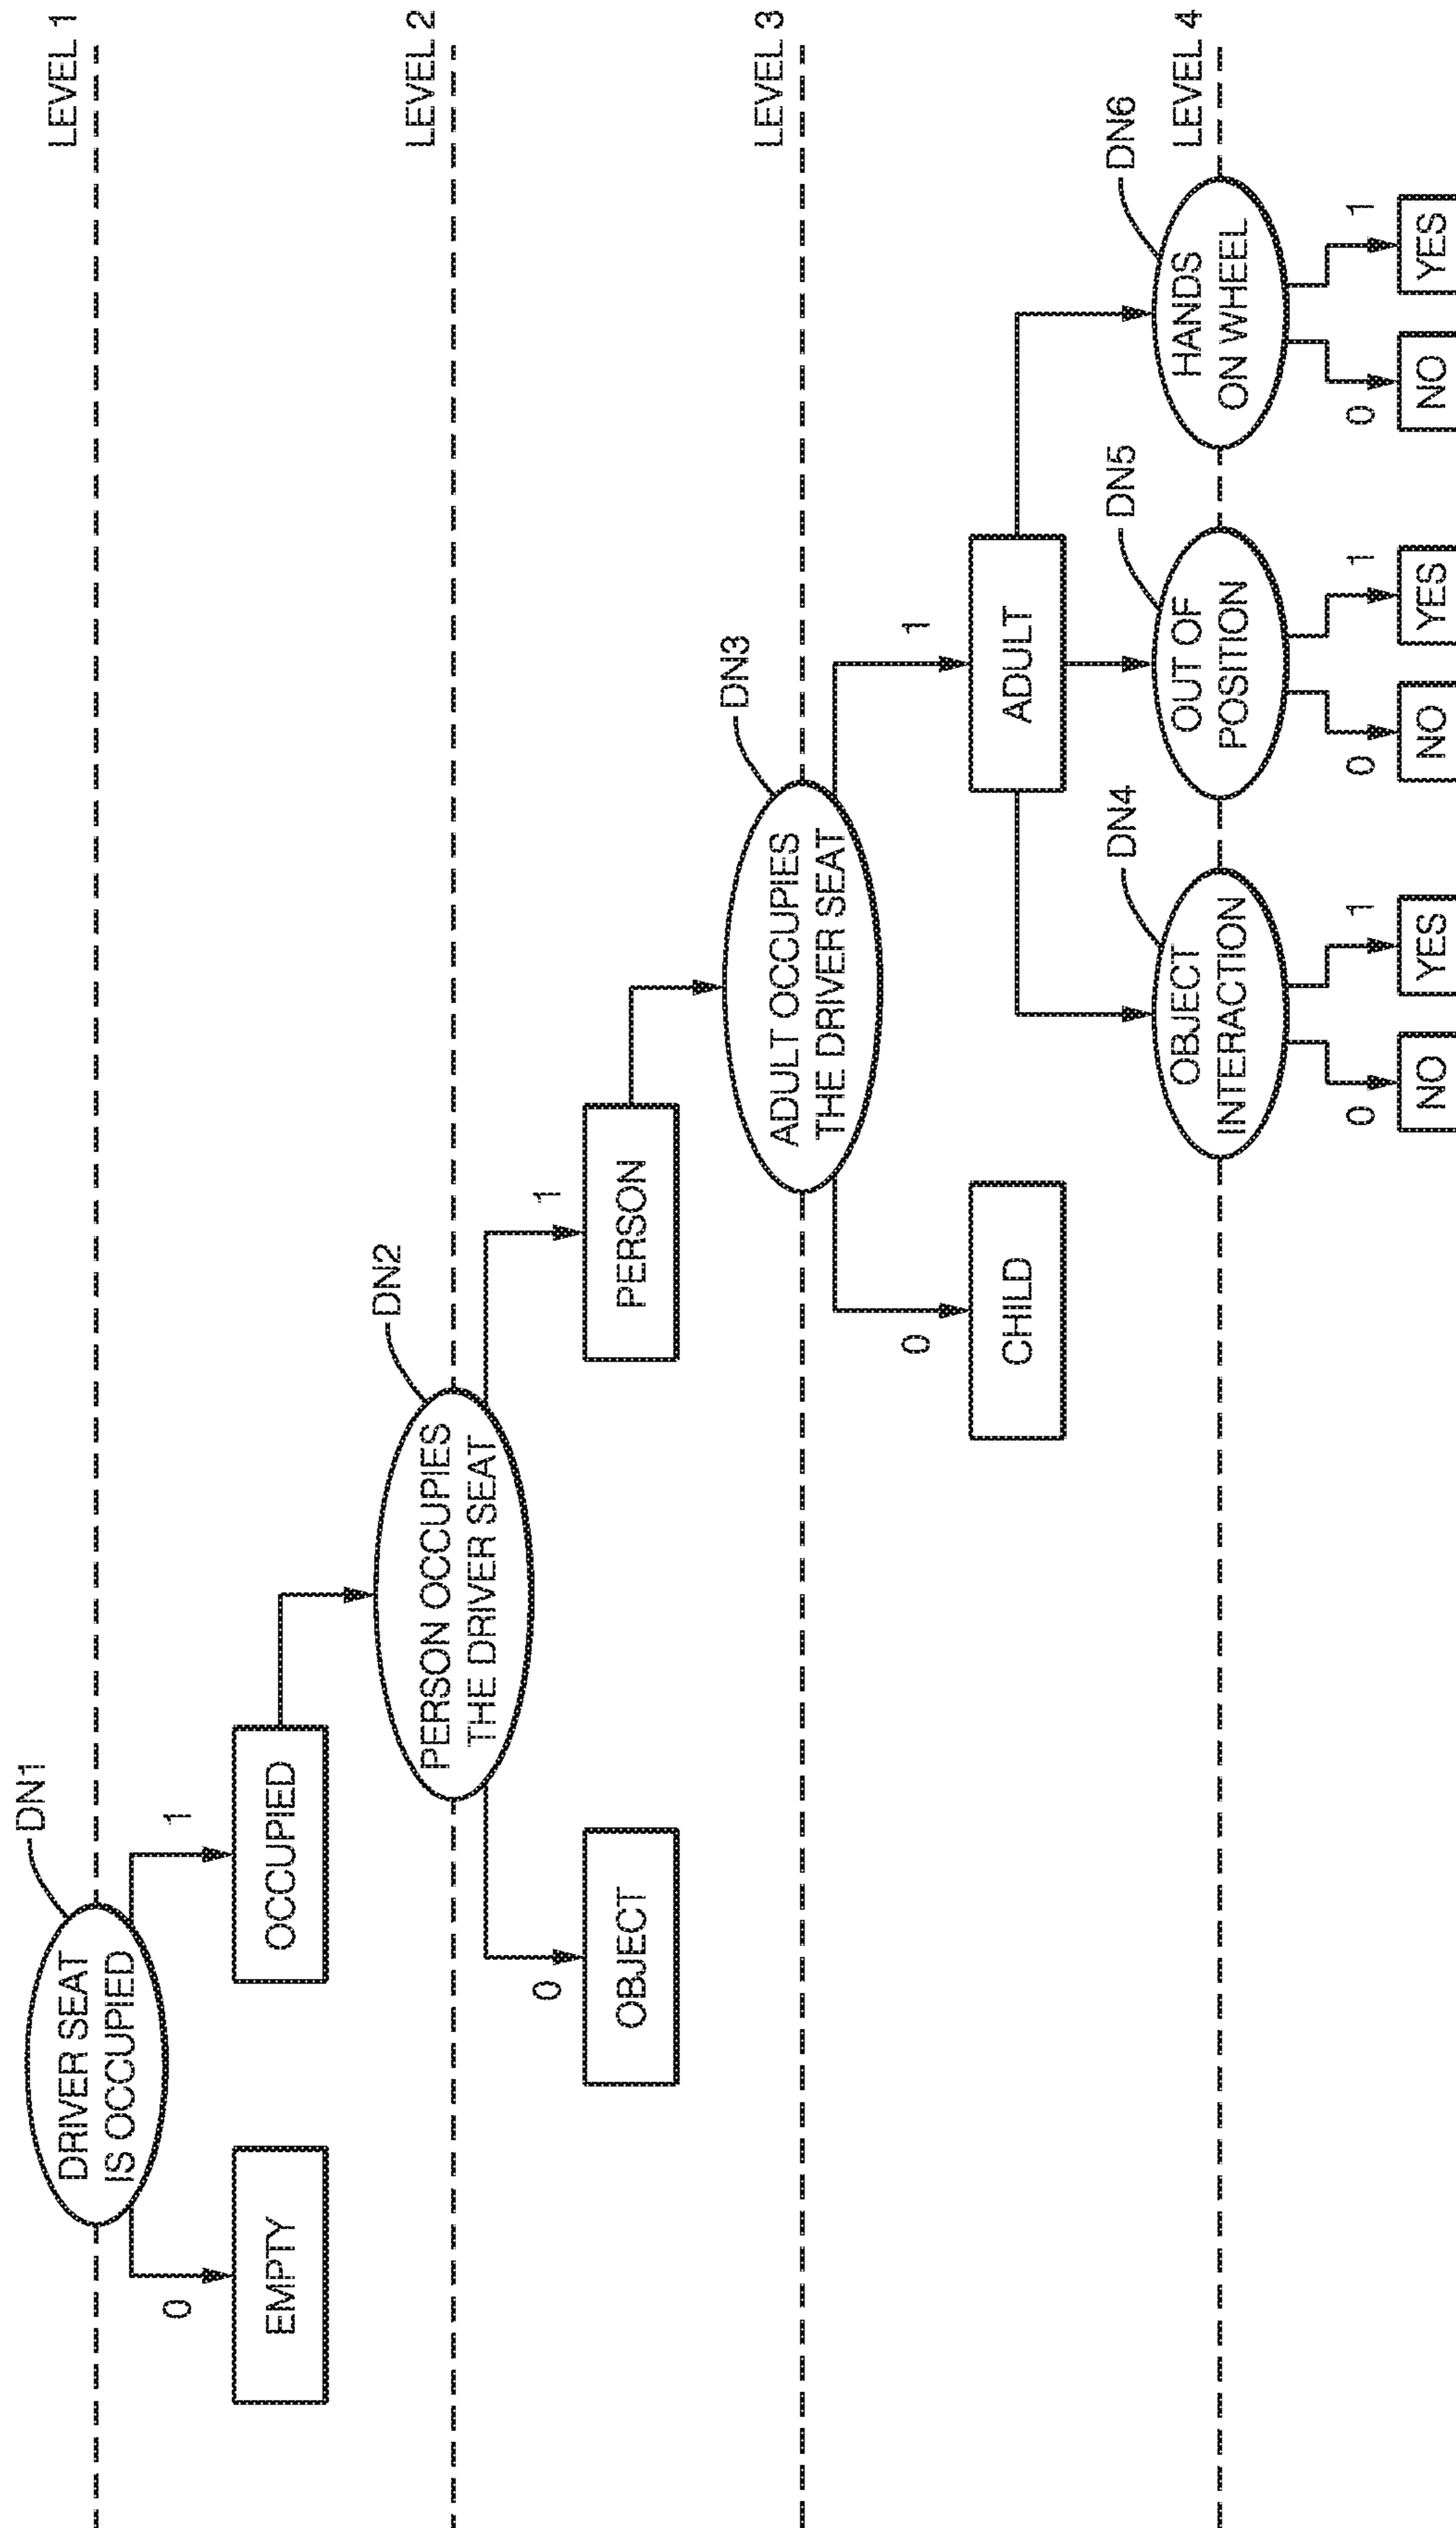 DN1
LEVEL 1
DRIVER SEAT
IS OCCUPIED
0
1
EMPTY
OCCUPIED
DN2
LEVEL 2
PERSON OCCUPIES
THE DRIVER SEAT
0
1
OBJECT
PERSON
DN3
LEVEL 3
ADULT OCCUPIES
THE DRIVER SEAT
0
1
CHILD
ADULT
DN4
DN5
DN6
LEVEL 4
OBJECT
INTERACTION
OUT OF
POSITION
HANDS
ON WHEEL
0
1
0
1
0
1
NO
YES
NO
YES
NO
YES